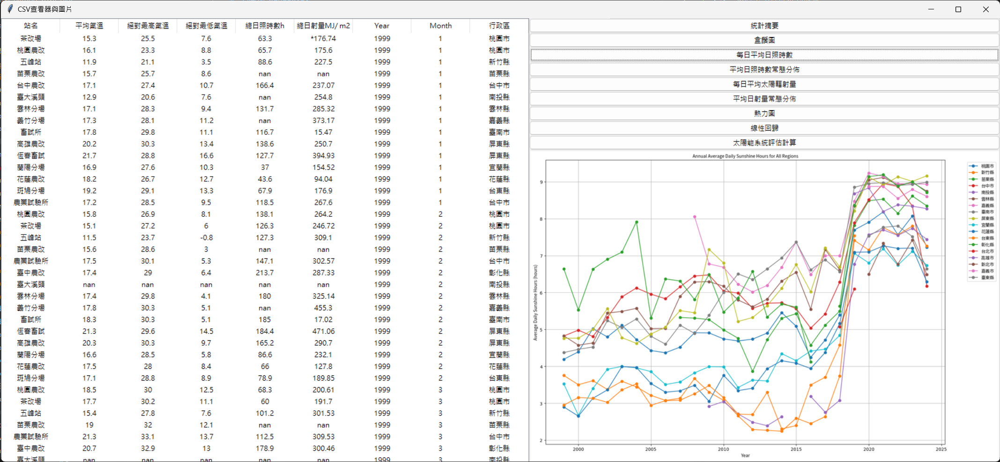 CSV查看器與圖片
站名 平均氣溫 絕對最高氣溫 絕對最低氣溫 總日照時數h 總日射量MJ/ m2 Year Month 行政區
茶改場 15.3 25.5 7.6 63.3 *176.74 1999 1 桃園市
桃園農改 16.1 23.3 8.8 65.7 175.6 1999 1 桃園市
五峰站 11.9 21.1 3.5 88.6 227.5 1999 1 新竹縣
苗栗農改 15.7 25.7 8.6 nan nan 1999 1 苗栗縣
台中農改 17.1 27.4 10.7 166.4 237.07 1999 1 台中市
臺大溪頭 12.9 20.6 7.6 nan 254.8 1999 1 南投縣
雲林分場 17.1 28.3 9.4 131.7 285.32 1999 1 雲林縣
義竹分場 17.3 28.1 11.2 nan 373.17 1999 1 嘉義縣
畜試所 17.8 29.8 11.1 116.7 15.47 1999 1 臺南市
高雄農改 20.2 30.3 13.4 138.6 250.7 1999 1 屏東縣
恆春畜試 21.7 28.8 16.6 127.7 394.93 1999 1 屏東縣
蘭陽分場 16.9 27.6 10.3 37 154.52 1999 1 宜蘭縣
花蓮農改 18.2 26.7 12.7 43.6 94.04 1999 1 花蓮縣
斑鳩分場 19.2 29.1 13.3 67.9 176.9 1999 1 台東縣
農業試驗所 17.2 28.5 9.5 118.5 267.6 1999 1 台中市
桃園農改 15.8 26.9 8.1 138.1 264.2 1999 2 桃園市
茶改場 15.1 27.2 6 126.3 246.72 1999 2 桃園市
五峰站 11.5 23.7 -0.8 127.3 309.1 1999 2 新竹縣
苗栗農改 15.6 28.6 3 nan nan 1999 2 苗栗縣
農業試驗所 17.5 30.1 5.3 147.1 302.57 1999 2 台中市
臺中農改 17.4 29 6.4 213.7 287.33 1999 2 彰化縣
臺大溪頭 nan nan nan nan nan 1999 2 南投縣
雲林分場 17.4 29.8 4.1 180 325.14 1999 2 雲林縣
義竹分場 17.8 30.3 5.1 nan 455.3 1999 2 嘉義縣
畜試所 18.3 30.3 5.1 185 17.02 1999 2 臺南市
恆春畜試 21.3 29.6 14.5 184.4 471.06 1999 2 屏東縣
高雄農改 20.3 30.3 9.7 165.2 290.7 1999 2 屏東縣
蘭陽分場 16.6 28.5 5.8 86.6 232.1 1999 2 宜蘭縣
花蓮農改 17.5 28 8.4 66 127.8 1999 2 花蓮縣
斑鳩分場 17.1 28.8 8.9 78.9 189.85 1999 2 台東縣
桃園農改 18.5 30 12.5 68.3 200.61 1999 3 桃園市
茶改場 17.7 30.2 11.1 60 191.7 1999 3 桃園市
五峰站 15.4 27.8 7.6 101.2 301.53 1999 3 新竹縣
苗栗農改 19 32 12.1 nan nan 1999 3 苗栗縣
農業試驗所 21.3 33.1 13.7 112.5 309.53 1999 3 台中市
臺中農改 20.7 32.9 13 178.9 300.46 1999 3 彰化縣
臺大溪頭 nan nan nan nan nan 1999 3 南投縣
統計摘要
盒鬚圖
每日平均日照時數
平均日照時數常態分佈
每日平均太陽輻射量
平均日射量常態分佈
熱力圖
線性回歸
太陽能系統評估計算
Annual Average Daily Sunshine Hours for All Regions
Average Daily Sunshine Hours (hours)
9
8
7
6
5
4
3
2
2000 2005 2010 2015 2020 2025
Year
桃園市
新竹縣
苗栗縣
台中市
南投縣
雲林縣
嘉義縣
臺南市
屏東縣
宜蘭縣
花蓮縣
台東縣
彰化縣
台北市
高雄市
新北市
嘉義市
臺東縣